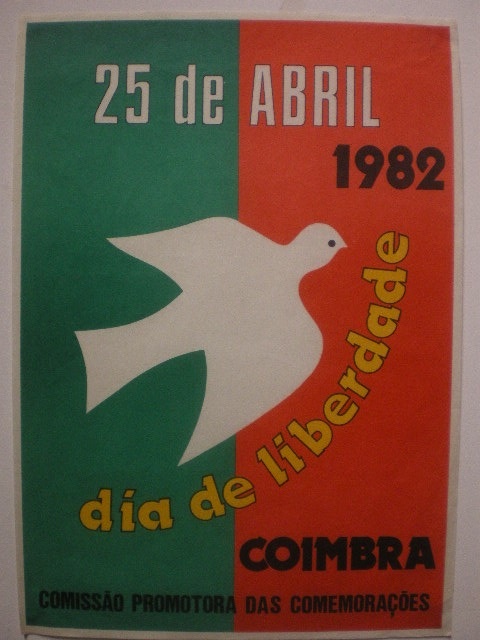 25 de ABRIL
1982
dia de liberdade
COIMBRA
COMISSÃO PROMOTORA DAS COMEMORAÇÕES